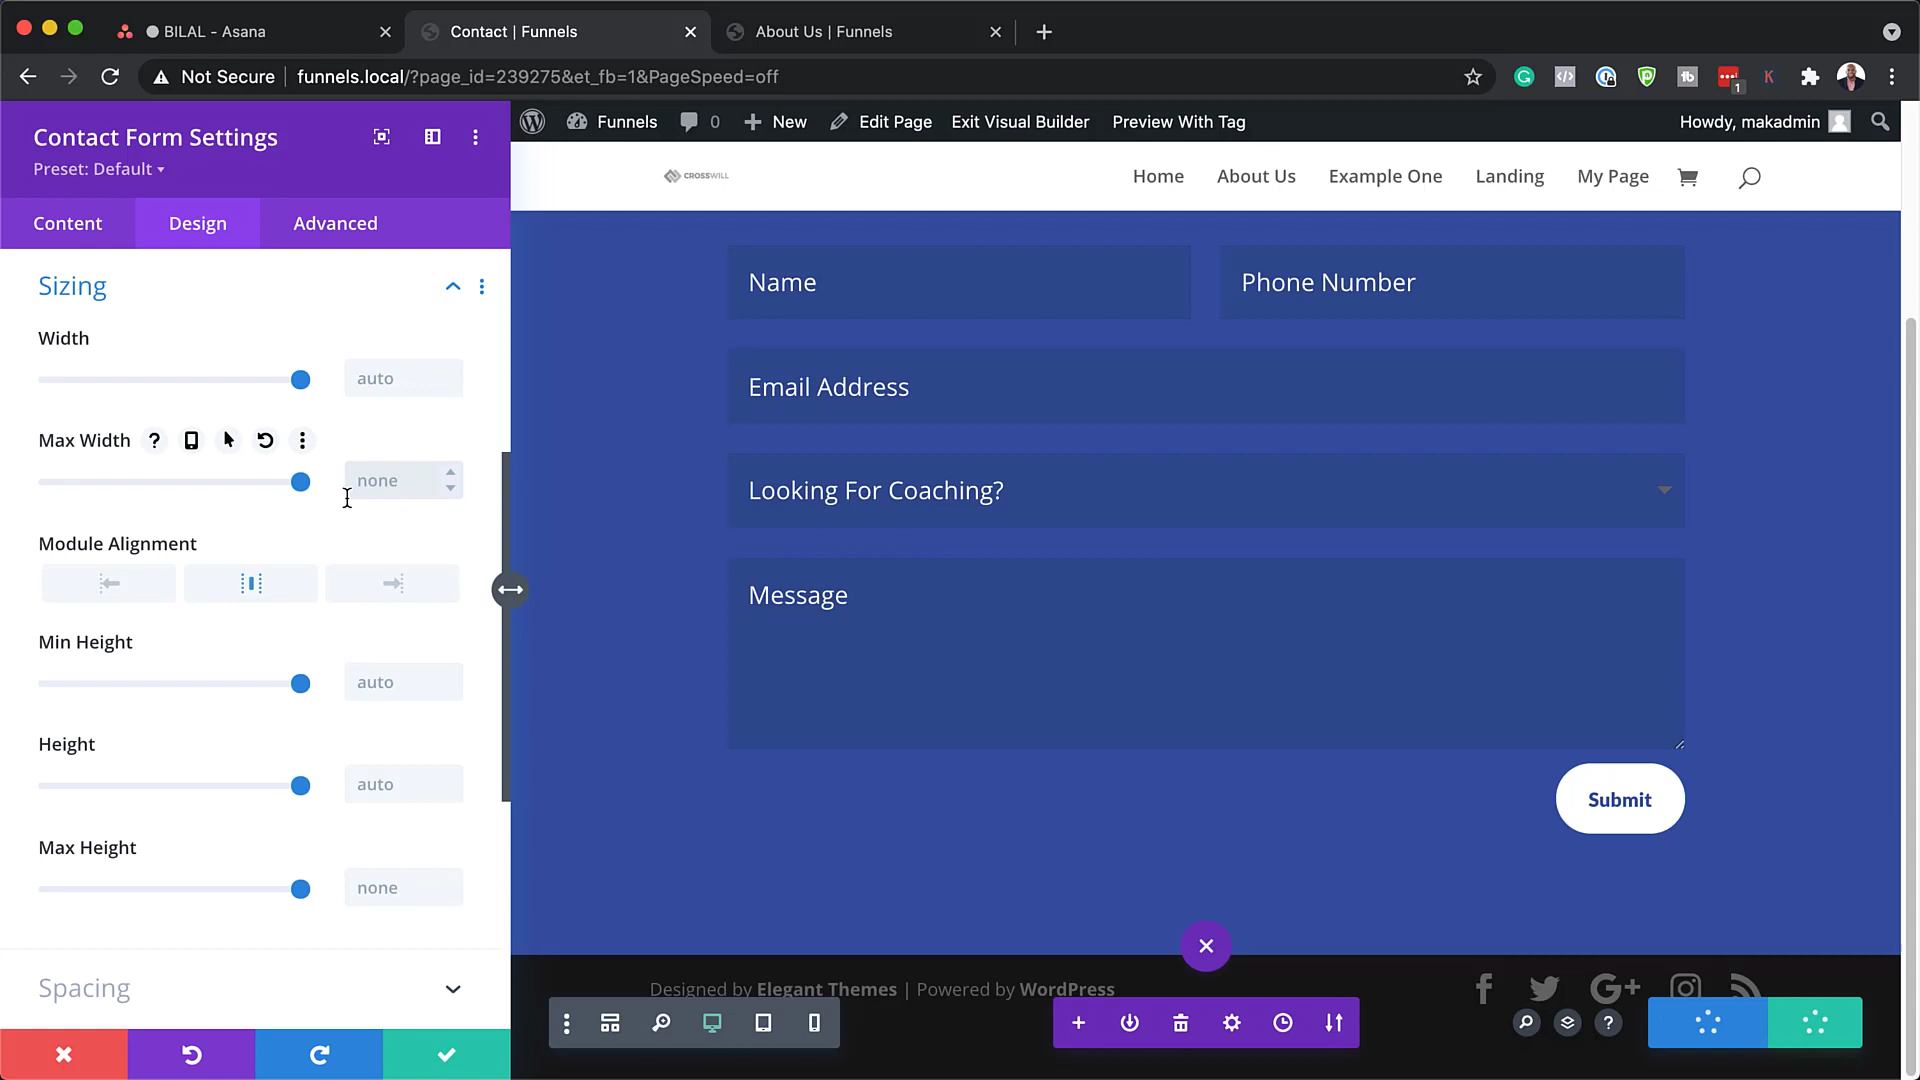 BILAL - Asana
Contact | Funnels
About Us | Funnels
Not Secure
funnels.local/?page_id=239275&et_fb=1&PageSpeed=off
1
Contact Form Settings
Preset: Default
Content
Design
Advanced
Sizing
Width
auto
Max Width
none
Module Alignment
Min Height
auto
Height
auto
Max Height
none
Spacing
Funnels
0
New
Edit Page
Exit Visual Builder
Preview With Tag
Howdy, makadmin
CROSSWILL
Home
About Us
Example One
Landing
My Page
Name
Phone Number
Email Address
Looking For Coaching?
Message
Submit
Designed by Elegant Themes | Powered by WordPress